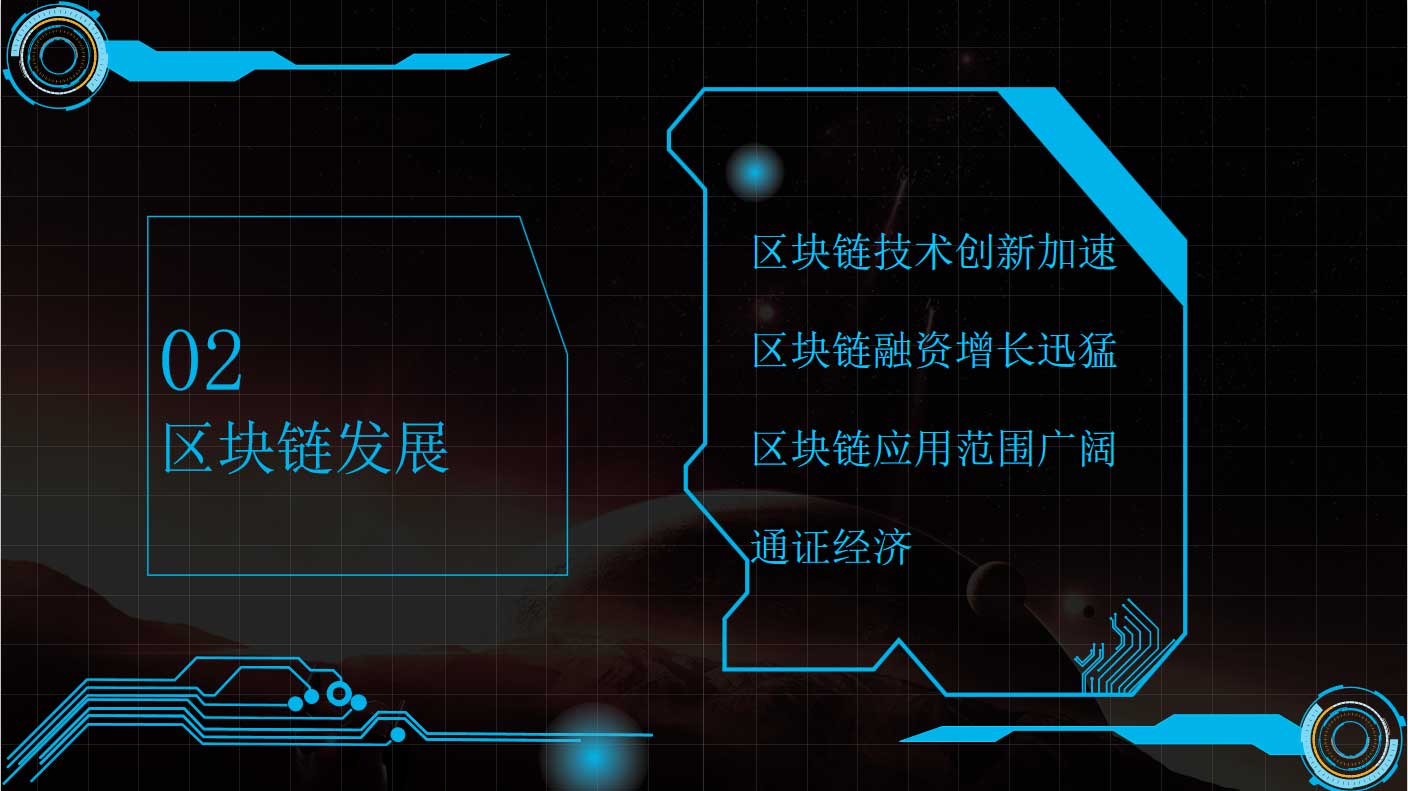 02
区块链发展
区块链技术创新加速
区块链融资增长迅猛
区块链应用范围广阔
通证经济